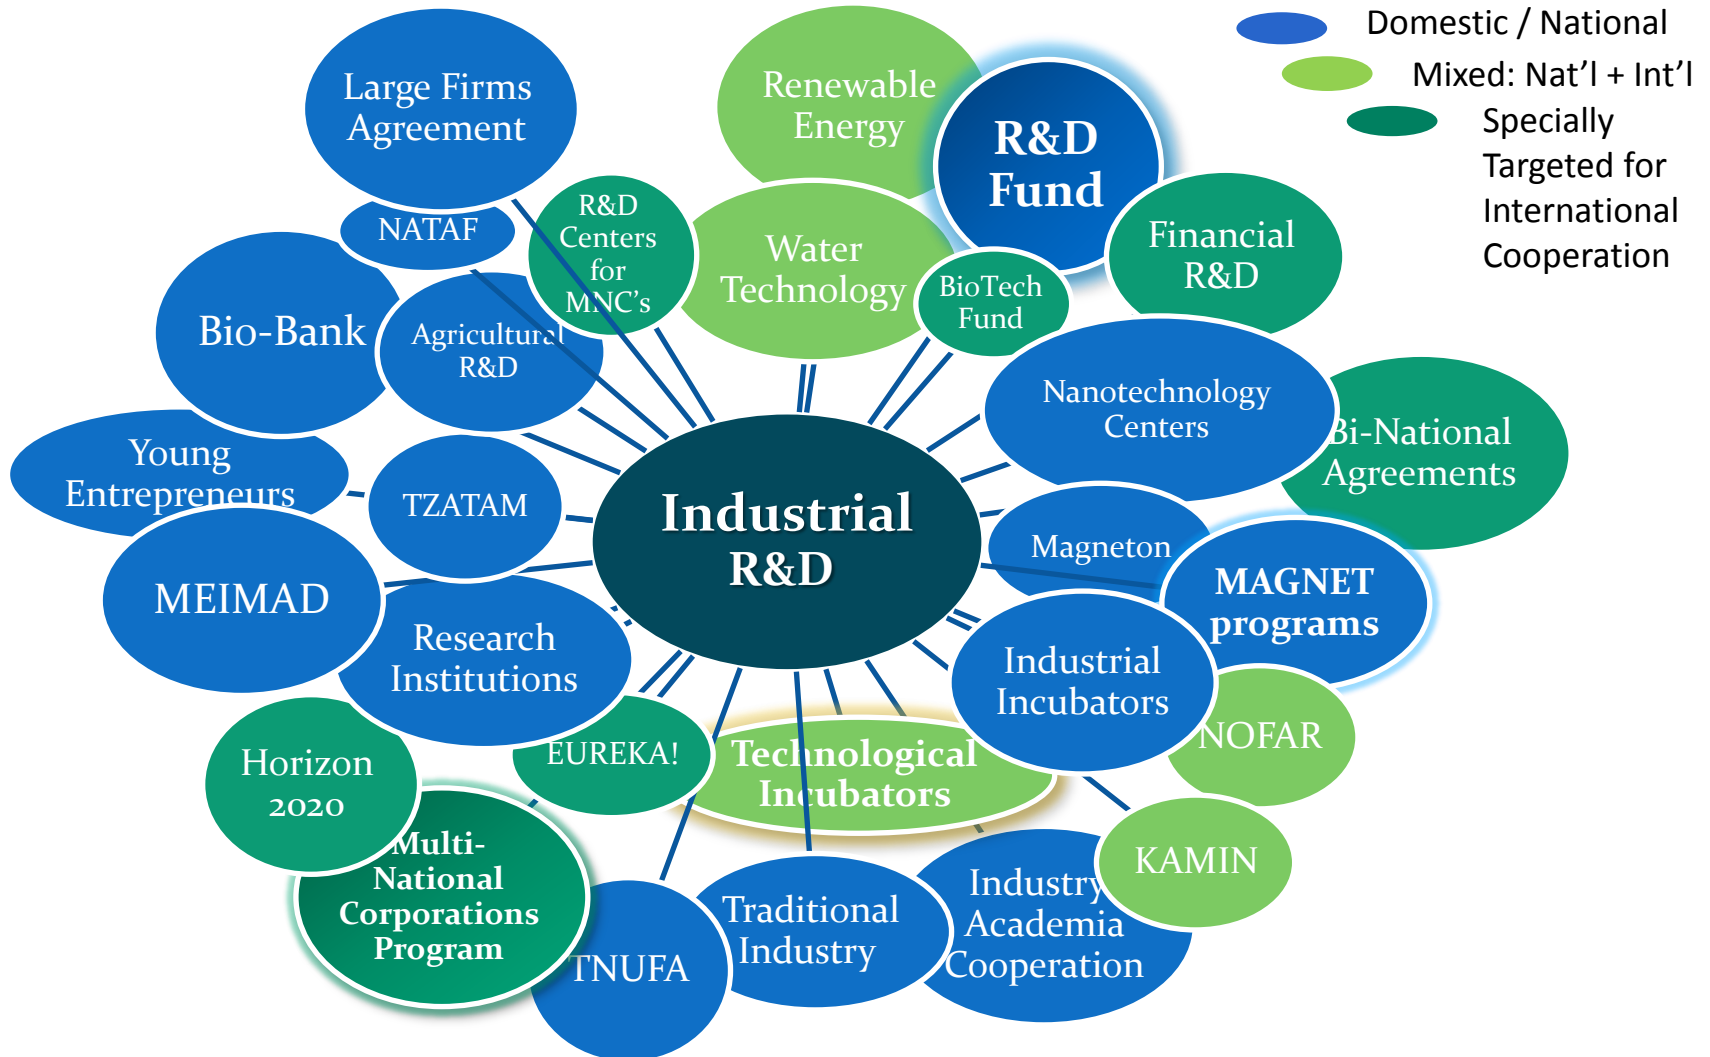 Domestic / National
Mixed: Nat’l + Int’l
Specially
Targeted for
International
Cooperation
Large Firms
Agreement
Renewable
Energy
R&D
Fund
NATAF
R&D
Centers
for
MNC’s
Water
Technology
BioTech
Fund
Financial
R&D
Bio-Bank
Agricultural
R&D
Nanotechnology
Centers
Bi-National
Agreements
Young
Entrepreneurs
TZATAM
Industrial
R&D
Magneton
MAGNET
programs
MEIMAD
Research
Institutions
Industrial
Incubators
NOFAR
Horizon
2020
EUREKA!
Technological
Incubators
Multi-
National
Corporations
Program
KAMIN
TNUFA
Traditional
Industry
Industry
Academia
Cooperation